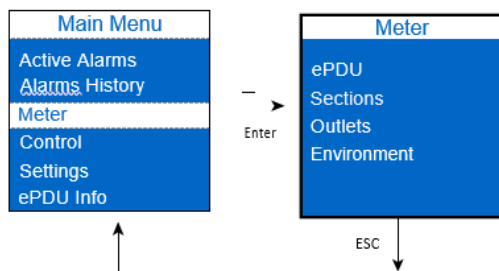 Main Menu
Active Alarms
Alarms History
Meter
Control
Settings
ePDU Info
Enter
Meter
ePDU
Sections
Outlets
Environment
ESC